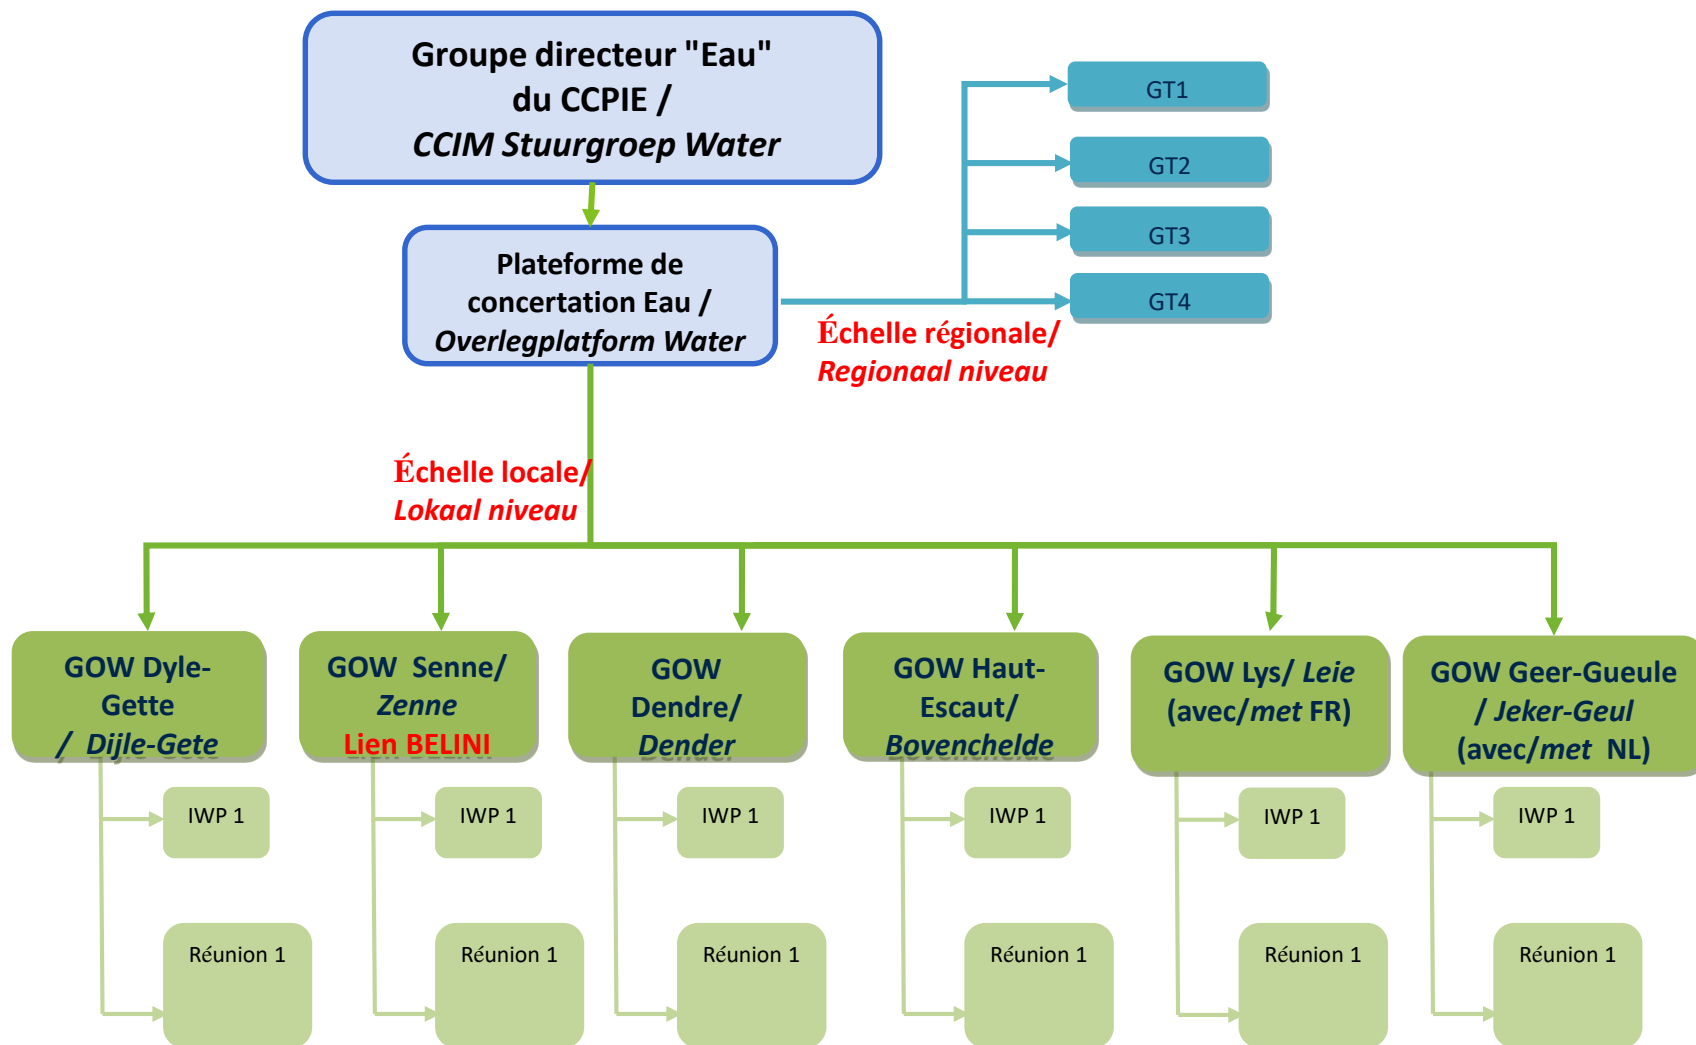 Groupe directeur "Eau"
du CCPIE /
CCIM Stuurgroep Water
GT1
GT2
GT3
GT4
Plateforme de
concertation Eau /
Overlegplatform Water
Échelle régionale/
Regionaal niveau
Échelle locale/
Lokaal niveau
GOW Dyle-
Gette
/ Dijle-Gete
GOW Senne/
Zenne
Lien BELINI
GOW
Dendre/
Dender
GOW Haut-
Escaut/
Bovenchelde
GOW Lys/ Leie
(avec/met FR)
GOW Geer-Gueule
/ Jeker-Geul
(avec/met NL)
IWP 1
IWP 1
IWP 1
IWP 1
IWP 1
IWP 1
Réunion 1
Réunion 1
Réunion 1
Réunion 1
Réunion 1
Réunion 1